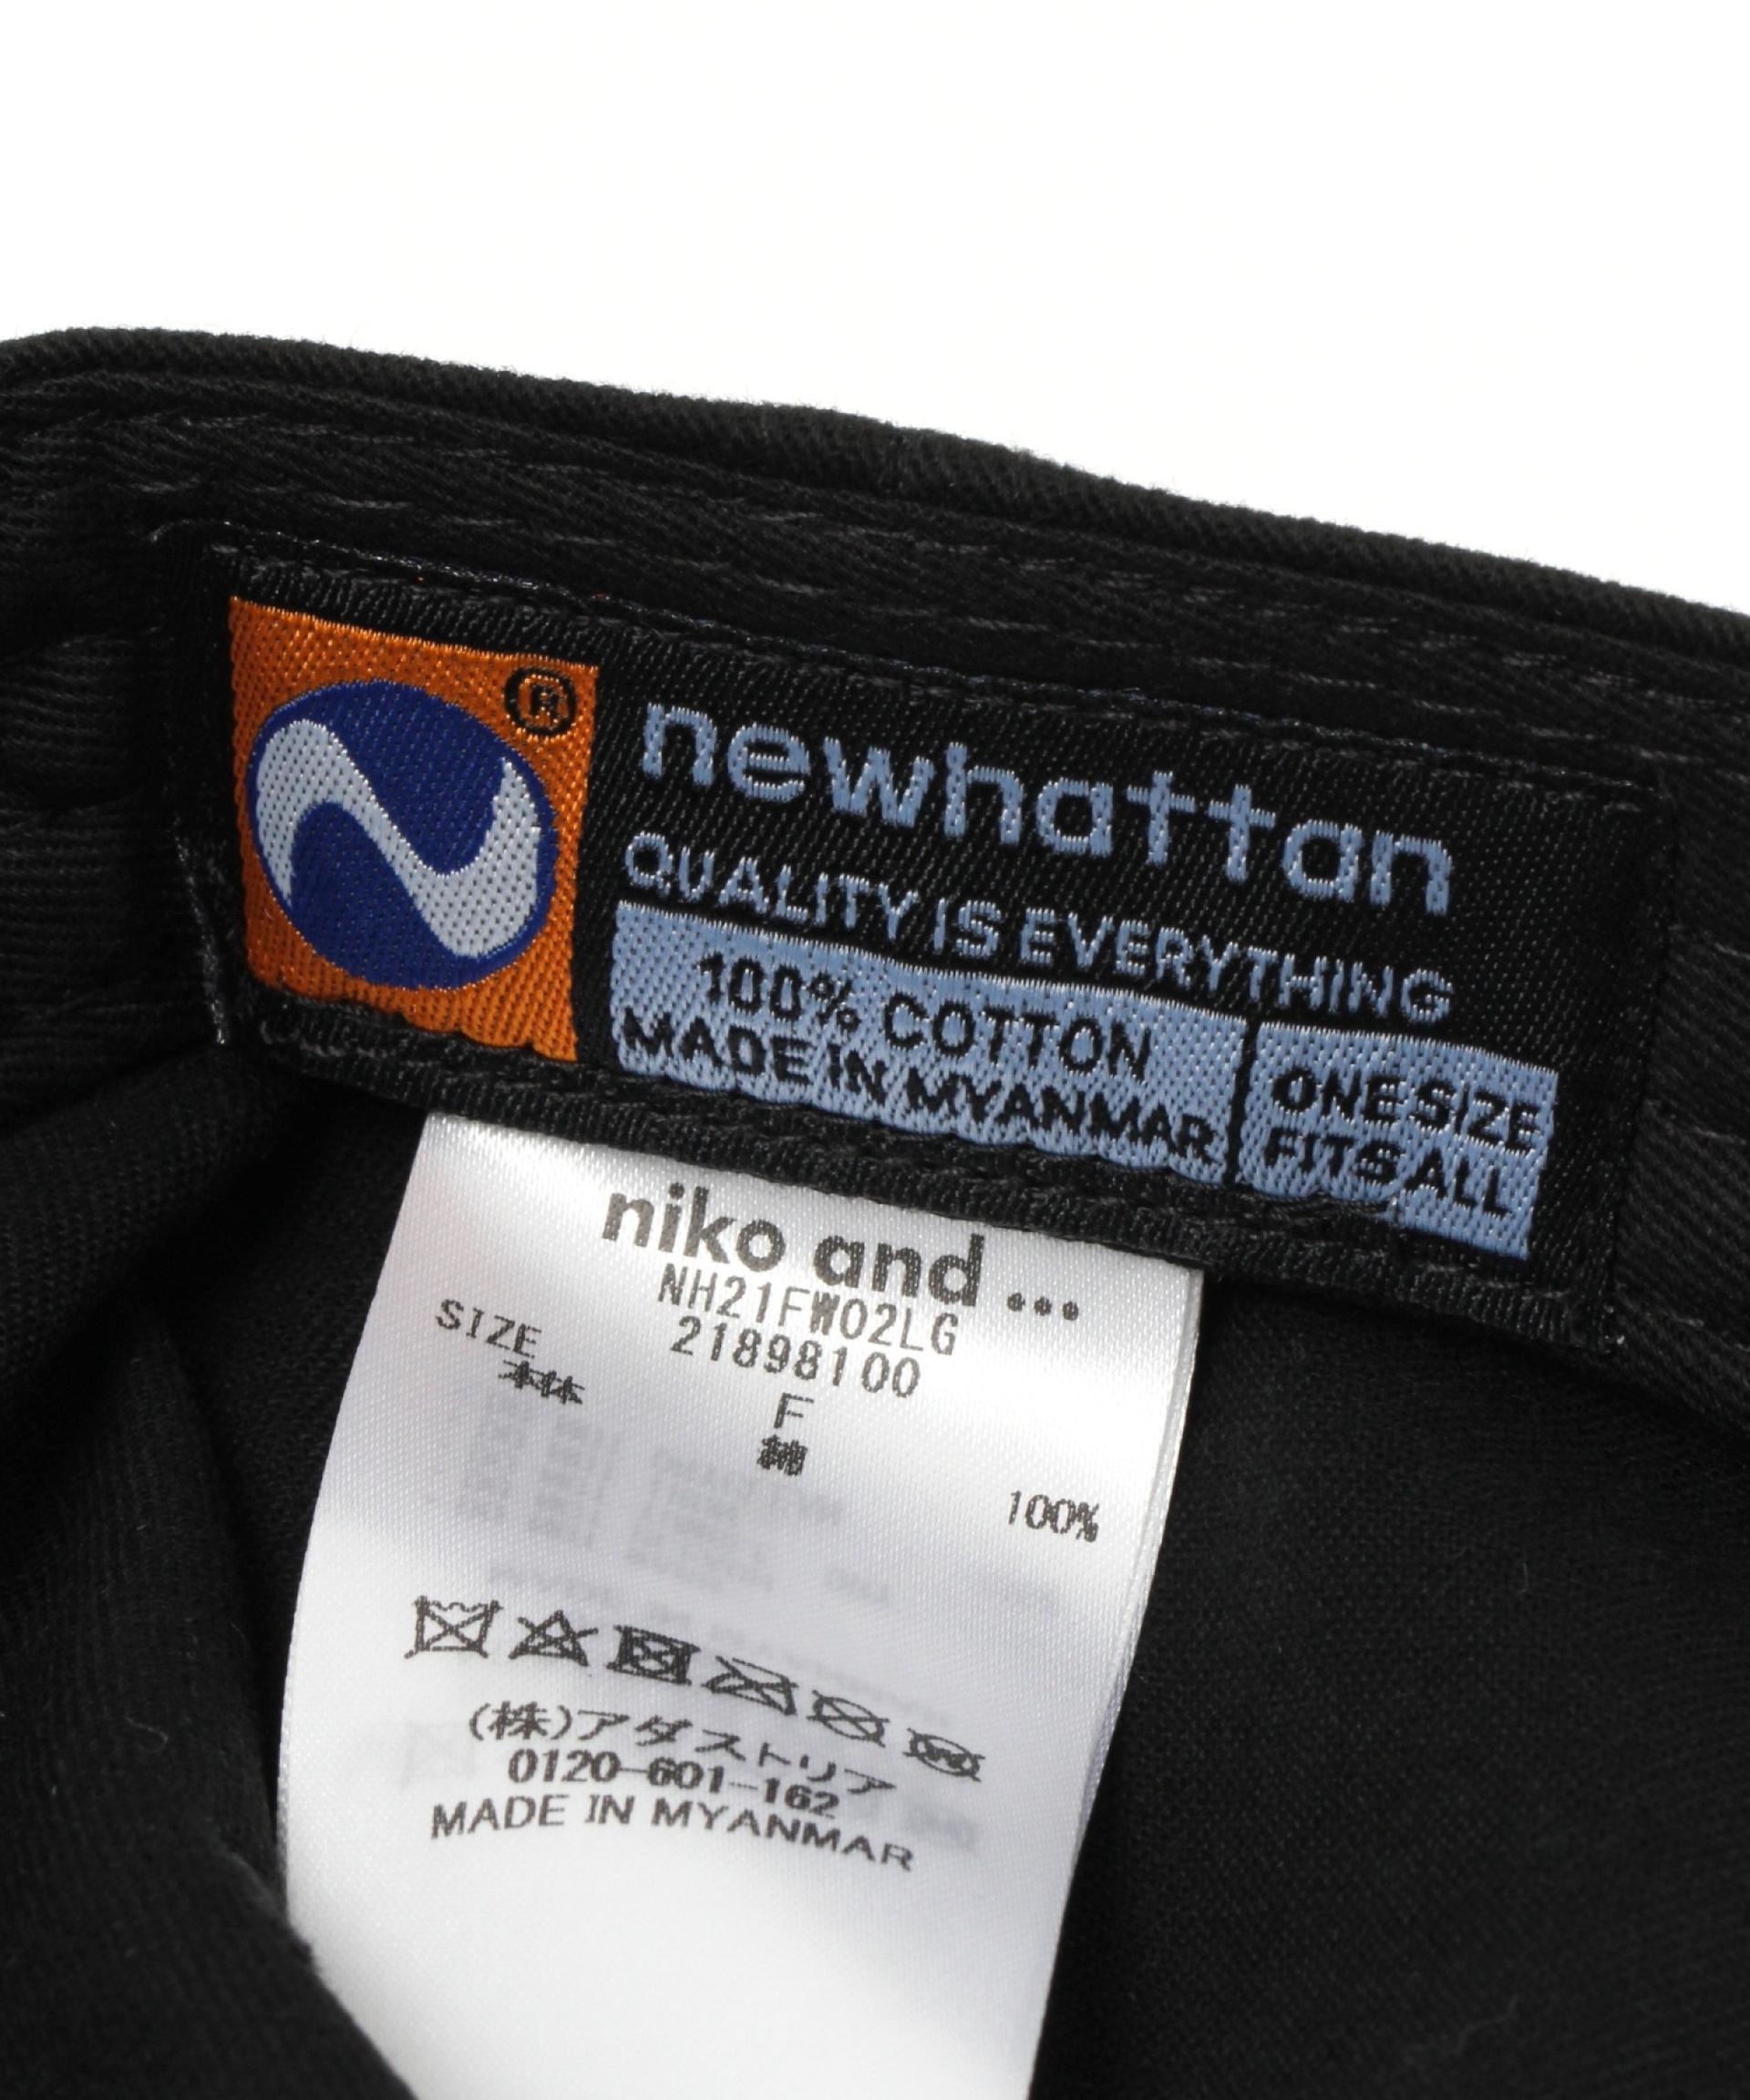 ®
newhattan
QUALITY IS EVERYTHING
100% COTTON
MADE IN MYANMAR
ONE SIZE
FITS ALL
niko and ...
NH21FW02LG
21898100
SIZE F
本体 綿 100%
(株)アダストリア
0120-601-162
MADE IN MYANMAR